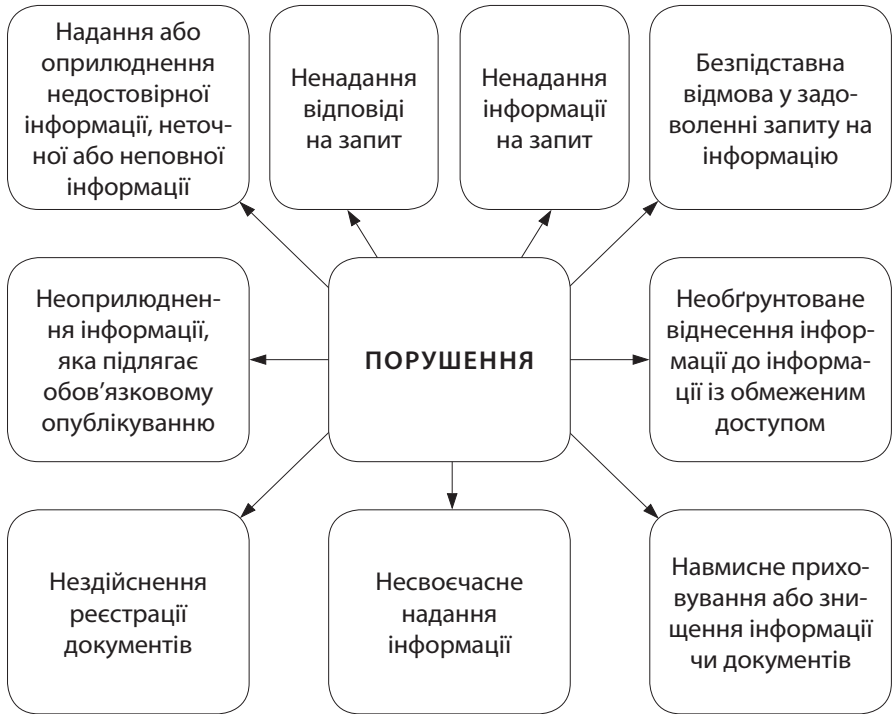 Надання або
оприлюднення
недостовірної
інформації, неточ-
ної або неповної
інформації
Ненадання
відповіді
на запит
Ненадання
інформації
на запит
Безпідставна
відмова у задо-
воленні запиту на
інформацію
Неоприлюднен-
ня інформації,
яка підлягає
обов’язковому
опублікуванню
ПОРУШЕННЯ
Необґрунтоване
віднесення інфор-
мації до інформа-
ції із обмеженим
доступом
Нездійснення
реєстрації
документів
Несвоєчасне
надання
інформації
Навмисне прихо-
вування або зни-
щення інформації
чи документів